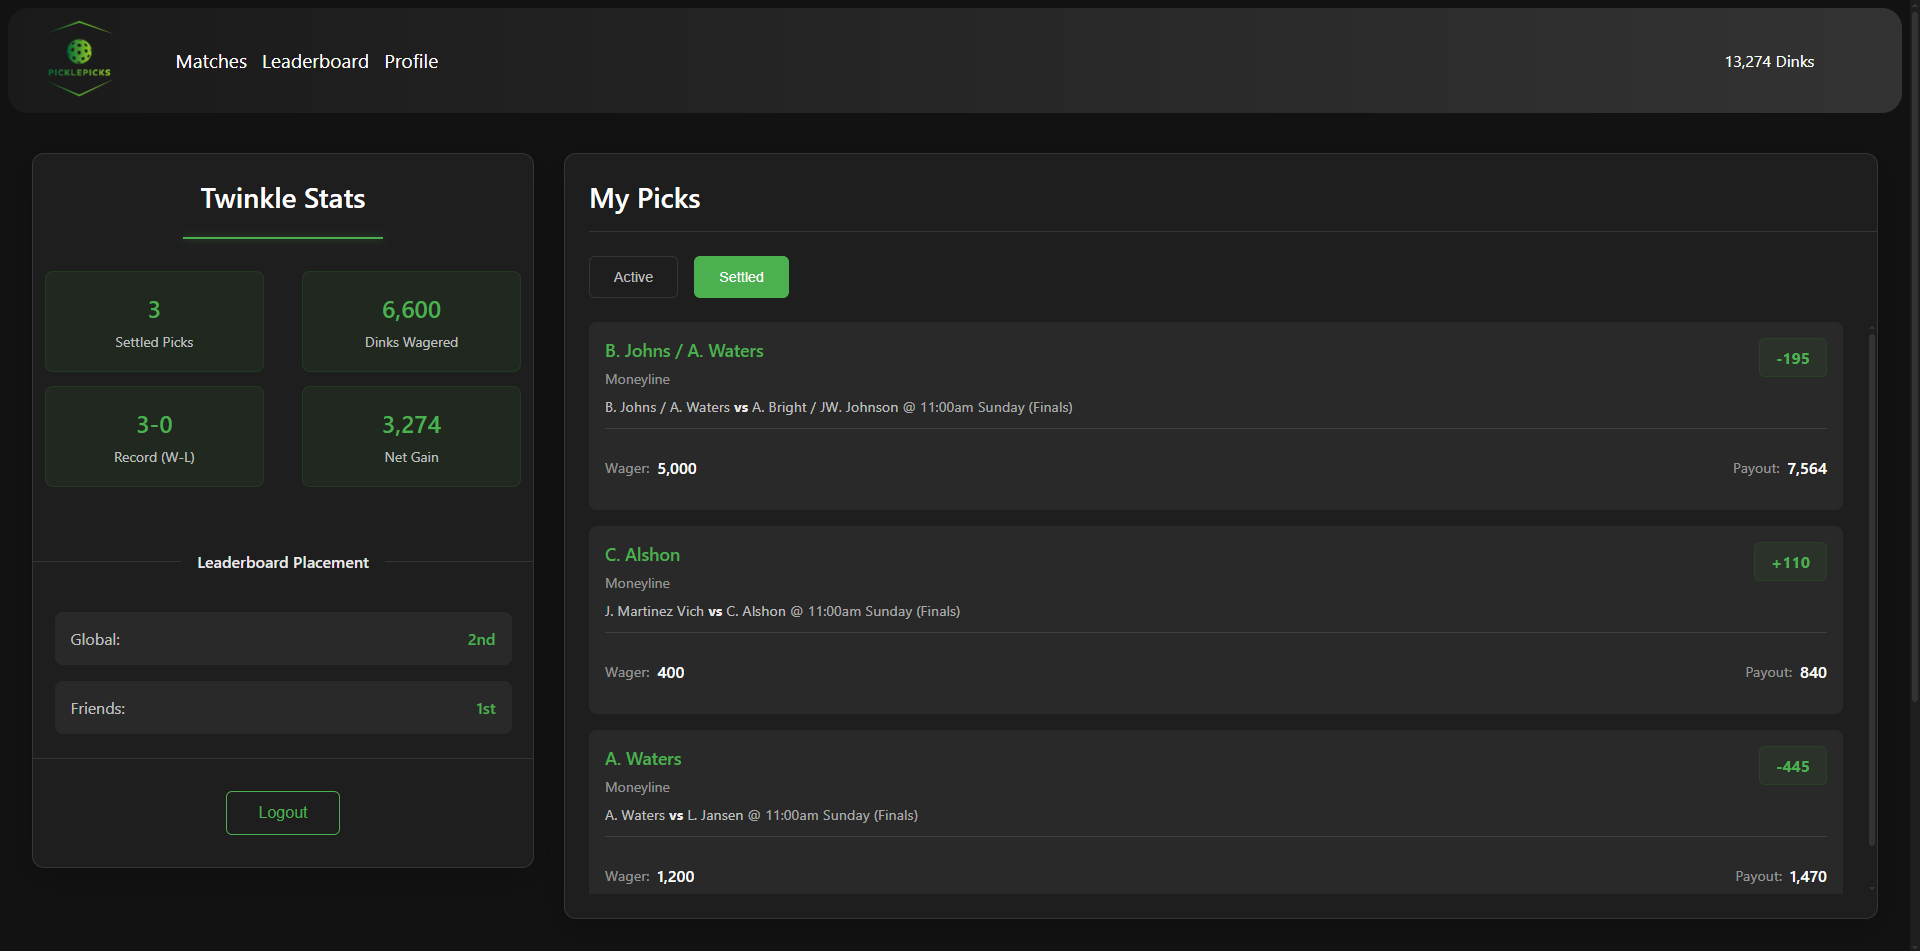 PICKLEPICKS
Matches Leaderboard Profile
13,274 Dinks
Twinkle Stats
3
Settled Picks
6,600
Dinks Wagered
3-0
Record (W-L)
3,274
Net Gain
Leaderboard Placement
Global: 2nd
Friends: 1st
Logout
My Picks
Active Settled
B. Johns / A. Waters
-195
Moneyline
B. Johns / A. Waters vs A. Bright / JW. Johnson @ 11:00am Sunday (Finals)
Wager: 5,000 Payout: 7,564
C. Alshon
+110
Moneyline
J. Martinez Vich vs C. Alshon @ 11:00am Sunday (Finals)
Wager: 400 Payout: 840
A. Waters
-445
Moneyline
A. Waters vs L. Jansen @ 11:00am Sunday (Finals)
Wager: 1,200 Payout: 1,470